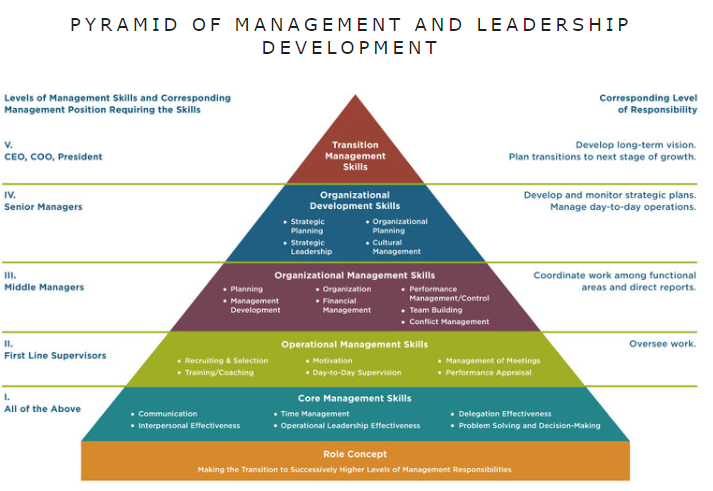 PYRAMID OF MANAGEMENT AND LEADERSHIP
DEVELOPMENT
Levels of Management Skills and Corresponding
Management Position Requiring the Skills
Corresponding Level
of Responsibility
V.
CEO, COO, President
Transition
Management
Skills
Develop long-term vision.
Plan transitions to next stage of growth.
IV.
Senior Managers
Organizational
Development Skills
• Strategic
Planning
• Strategic
Leadership
• Organizational
Planning
• Cultural
Management
Develop and monitor strategic plans.
Manage day-to-day operations.
III.
Middle Managers
Organizational Management Skills
• Planning
• Management
Development
• Organization
• Financial
Management
• Performance
Management/Control
• Team Building
• Conflict Management
Coordinate work among functional
areas and direct reports.
II.
First Line Supervisors
Operational Management Skills
• Recruiting & Selection
• Training/Coaching
• Motivation
• Day-to-Day Supervision
• Management of Meetings
• Performance Appraisal
Oversee work.
I.
All of the Above
Core Management Skills
• Communication
• Interpersonal Effectiveness
• Time Management
• Operational Leadership Effectiveness
• Delegation Effectiveness
• Problem Solving and Decision-Making
Role Concept
Making the Transition to Successively Higher Levels of Management Responsibilities